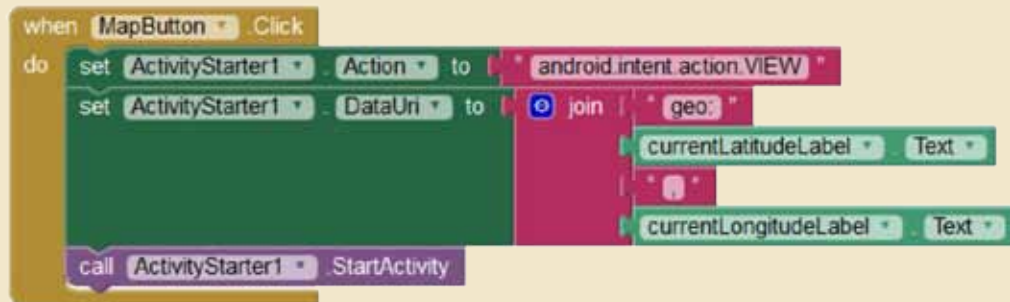 when MapButton .Click
do set ActivityStarter1 . Action to " android.intent.action.VIEW "
set ActivityStarter1 . DataUri to join " geo: "
currentLatitudeLabel . Text
" , "
currentLongitudeLabel . Text
call ActivityStarter1 .StartActivity